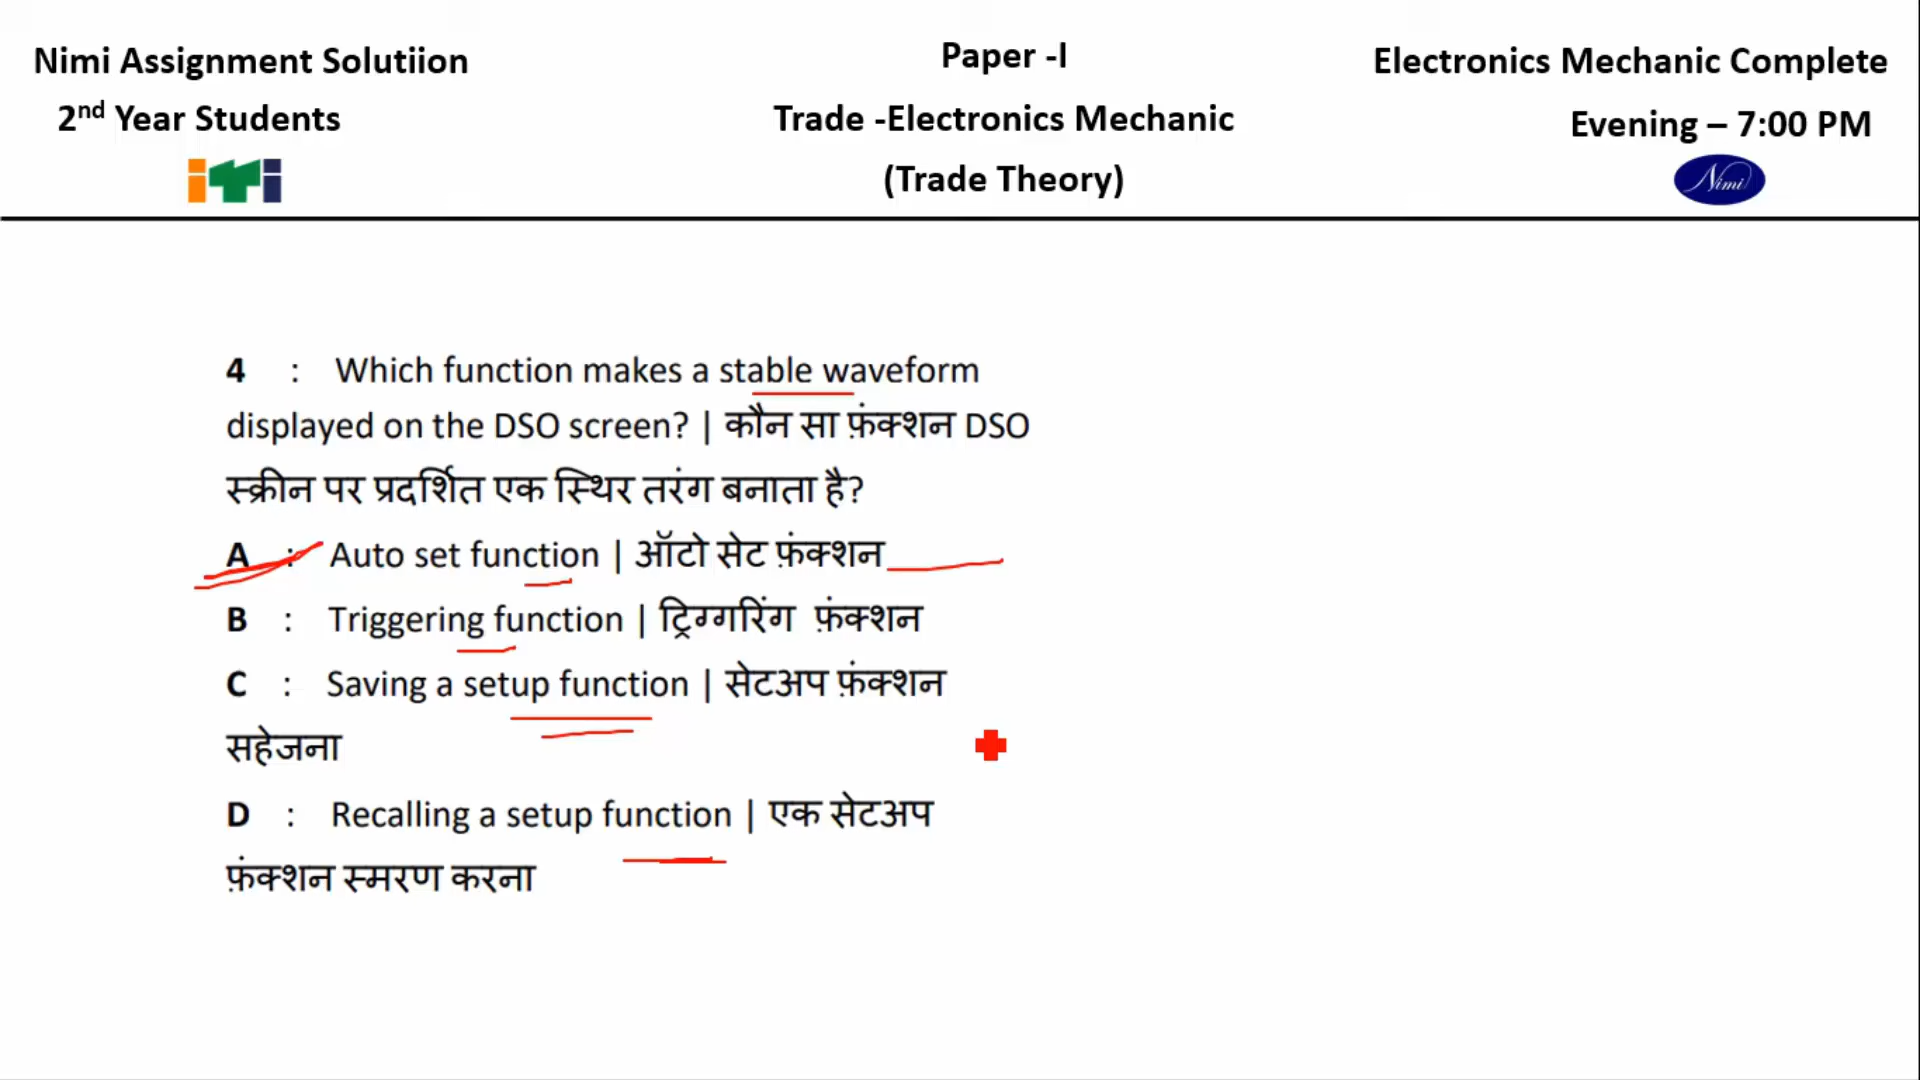 Nimi Assignment Solutiion
2nd Year Students
iTi
Paper -I
Trade -Electronics Mechanic
(Trade Theory)
Electronics Mechanic Complete
Evening – 7:00 PM
Nimi
4 : Which function makes a stable waveform
displayed on the DSO screen? | कौन सा फ़ंक्शन DSO
स्क्रीन पर प्रदर्शित एक स्थिर तरंग बनाता है?
A : Auto set function | ऑटो सेट फ़ंक्शन
B : Triggering function | ट्रिग्गरिंग फ़ंक्शन
C : Saving a setup function | सेटअप फ़ंक्शन
सहेजना
D : Recalling a setup function | एक सेटअप
फ़ंक्शन स्मरण करना